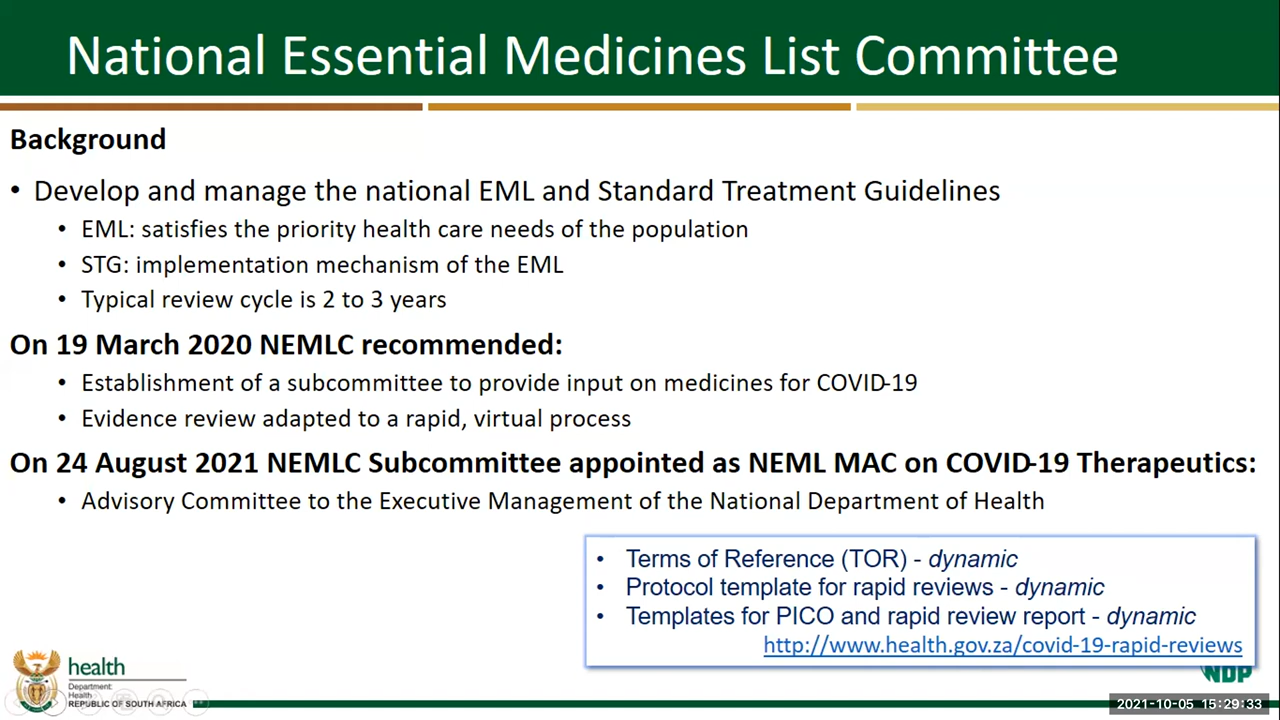 National Essential Medicines List Committee
Background
• Develop and manage the national EML and Standard Treatment Guidelines
• EML: satisfies the priority health care needs of the population
• STG: implementation mechanism of the EML
• Typical review cycle is 2 to 3 years
On 19 March 2020 NEMLC recommended:
• Establishment of a subcommittee to provide input on medicines for COVID-19
• Evidence review adapted to a rapid, virtual process
On 24 August 2021 NEMLC Subcommittee appointed as NEML MAC on COVID-19 Therapeutics:
• Advisory Committee to the Executive Management of the National Department of Health
• Terms of Reference (TOR) - dynamic
• Protocol template for rapid reviews - dynamic
• Templates for PICO and rapid review report - dynamic
http://www.health.gov.za/covid-19-rapid-reviews
health
Department:
Health
REPUBLIC OF SOUTH AFRICA
NDP
2021-10-05 15:29:33